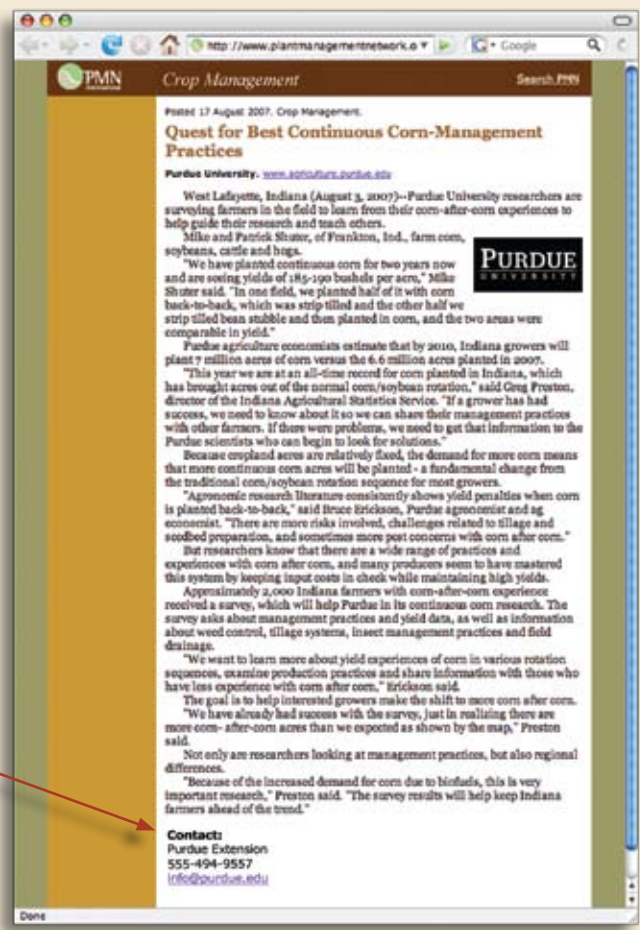 http://www.plantmanagementnetwork.o
Google
PMN
Crop Management
Search PMN
Posted 17 August 2007. Crop Management.
Quest for Best Continuous Corn-Management
Practices
Purdue University. www.agriculture.purdue.edu
West Lafayette, Indiana (August 3, 2007)--Purdue University researchers are
surveying farmers in the field to learn from their corn-after-corn experiences to
help guide their research and teach others.
Mike and Patrick Shuter, of Frankton, Ind., farm corn,
soybeans, cattle and hogs.
"We have planted continuous corn for two years now
and are seeing yields of 185-190 bushels per acre," Mike
Shuter said. "In one field, we planted half of it with corn
back-to-back, which was strip tilled and the other half we
strip tilled bean stubble and then planted in corn, and the two areas were
comparable in yield."
PURDUE
UNIVERSITY
Purdue agriculture economists estimate that by 2010, Indiana growers will
plant 7 million acres of corn versus the 6.6 million acres planted in 2007.
"This year we are at an all-time record for corn planted in Indiana, which
has brought acres out of the normal corn/soybean rotation," said Greg Preston,
director of the Indiana Agricultural Statistics Service. "If a grower has had
success, we need to know about it so we can share their management practices
with other farmers. If there were problems, we need to get that information to the
Purdue scientists who can begin to look for solutions."
Because cropland acres are relatively fixed, the demand for more corn means
that more continuous corn acres will be planted - a fundamental change from
the traditional corn/soybean rotation sequence for most growers.
"Agronomic research literature consistently shows yield penalties when corn
is planted back-to-back," said Bruce Erickson, Purdue agronomist and ag
economist. "There are more risks involved, challenges related to tillage and
seedbed preparation, and sometimes more pest concerns with corn after corn."
But researchers know that there are a wide range of practices and
experiences with corn after corn, and many producers seem to have mastered
this system by keeping input costs in check while maintaining high yields.
Approximately 2,000 Indiana farmers with corn-after-corn experience
received a survey, which will help Purdue in its continuous corn research. The
survey asks about management practices and yield data, as well as information
about weed control, tillage systems, insect management practices and field
drainage.
"We want to learn more about yield experiences of corn in various rotation
sequences, examine production practices and share information with those who
have less experience with corn after corn," Erickson said.
The goal is to help interested growers make the shift to more corn after corn.
"We have already had success with the survey, just in realizing there are
more corn- after-corn acres than we expected as shown by the map," Preston
said.
Not only are researchers looking at management practices, but also regional
differences.
"Because of the increased demand for corn due to biofuels, this is very
important research," Preston said. "The survey results will help keep Indiana
farmers ahead of the trend."
Contact:
Purdue Extension
555-494-9557
info@purdue.edu
Done